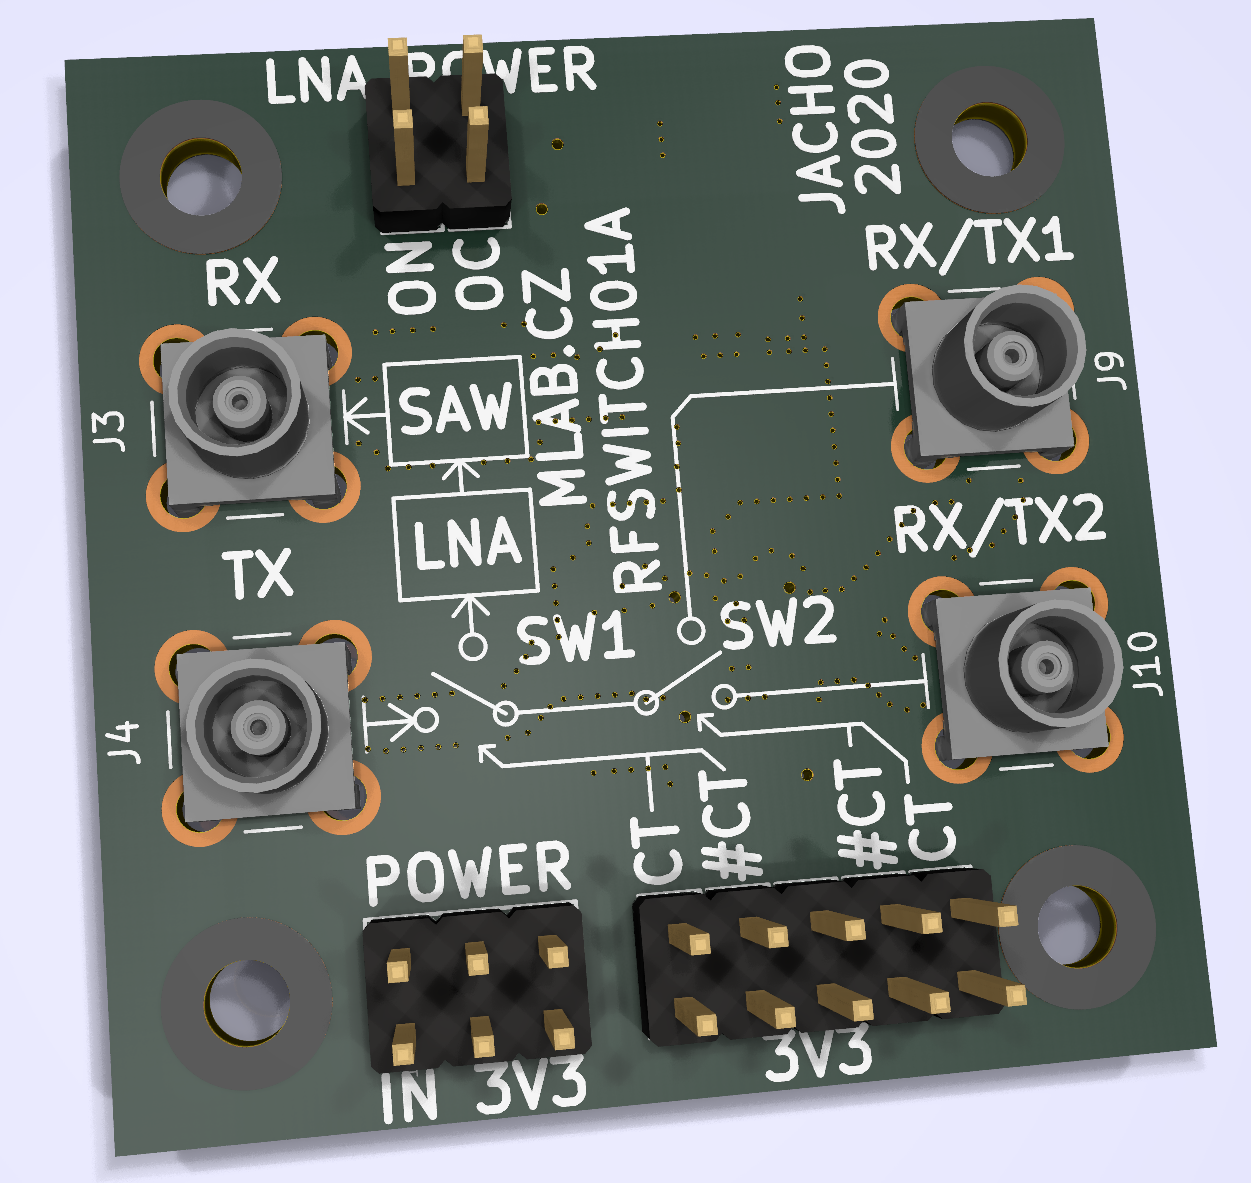 LNA POWER
JACHO
2020
ON
OC
RX
RX/TX1
MLAB.CZ
RFSWITCH01A
J3
SAW
J9
LNA
RX/TX2
TX
SW1
SW2
J4
J10
CT
#CT
#CT
CT
POWER
IN 3V3
3V3